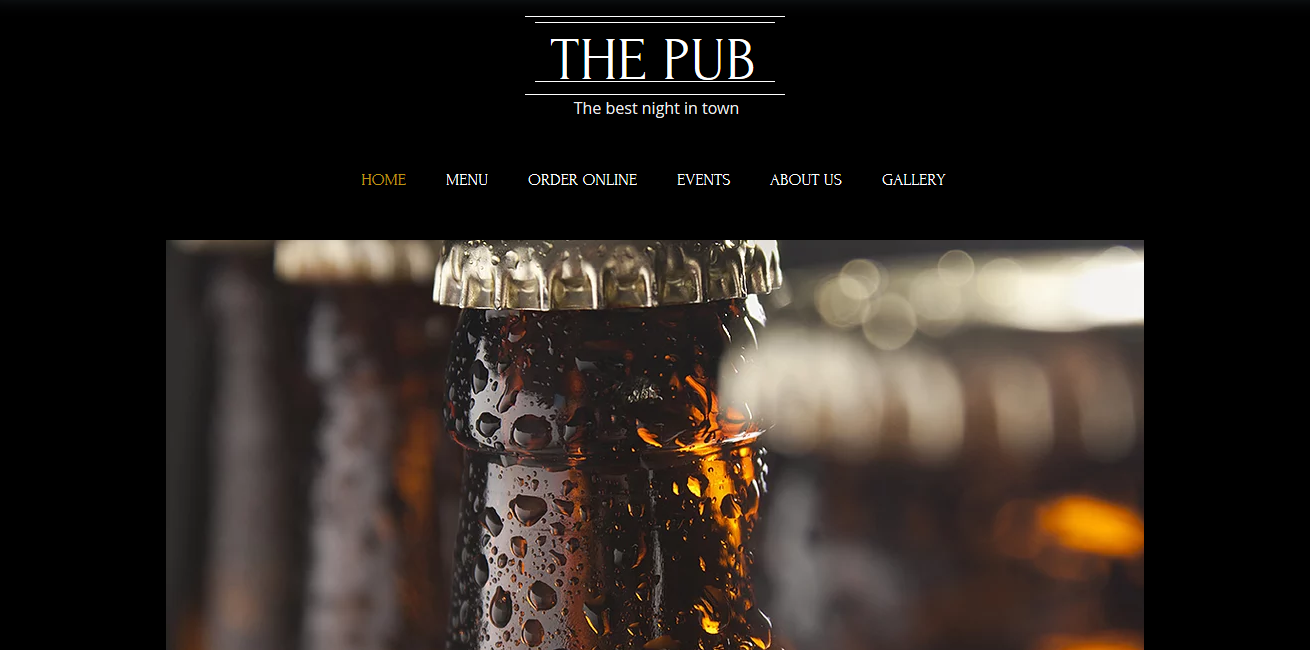 THE PUB
The best night in town
HOME MENU ORDER ONLINE EVENTS ABOUT US GALLERY